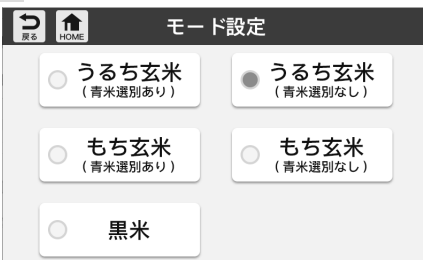 戻る
HOME
モード設定
うるち玄米
(青米選別あり)
うるち玄米
(青米選別なし)
もち玄米
(青米選別あり)
もち玄米
(青米選別なし)
黒米